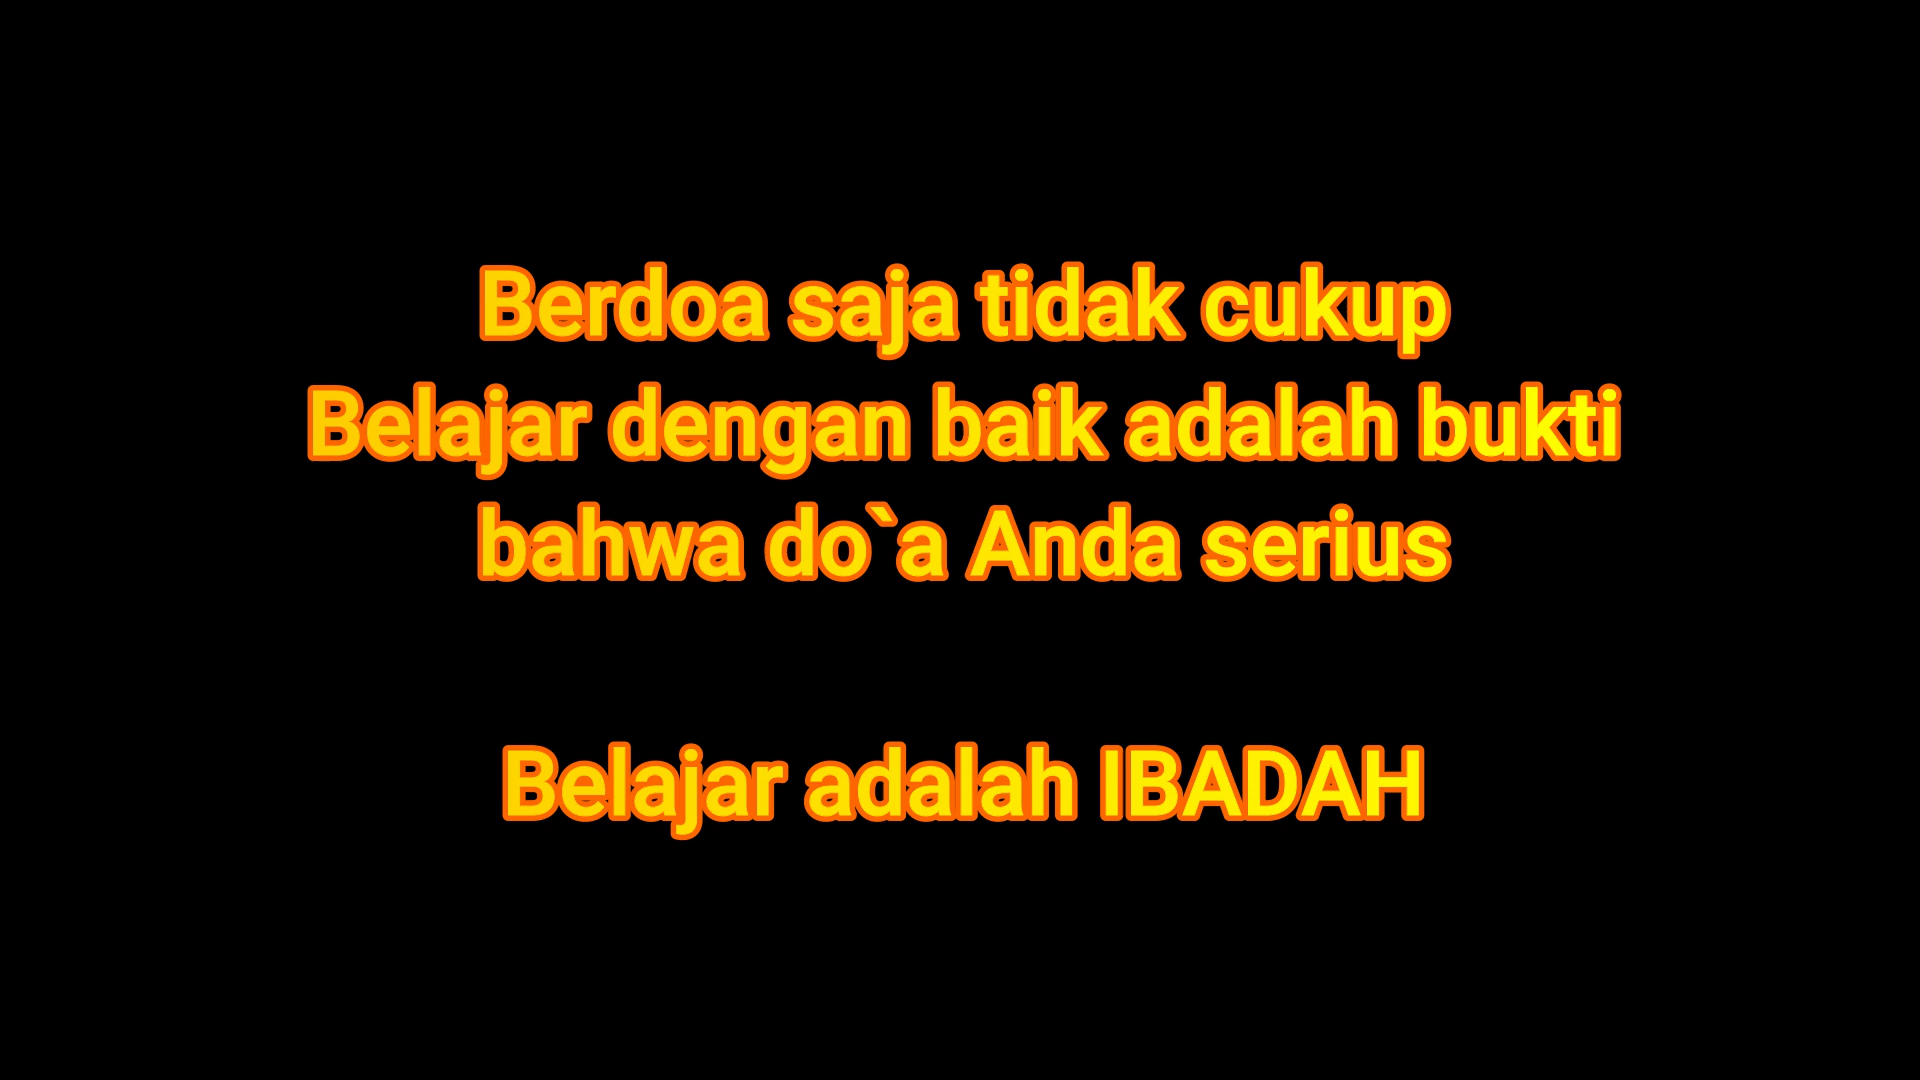 Berdoa saja tidak cukup
Belajar dengan baik adalah bukti
bahwa do`a Anda serius
Belajar adalah IBADAH